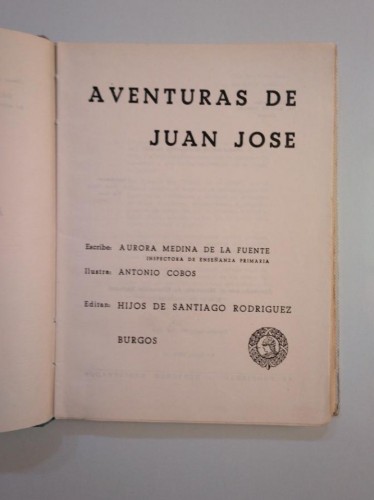 AVENTURAS DE
JUAN JOSE
Escribe: AURORA MEDINA DE LA FUENTE
INSPECTORA DE ENSEÑANZA PRIMARIA
Ilustra: ANTONIO COBOS
Editan: HIJOS DE SANTIAGO RODRIGUEZ
BURGOS